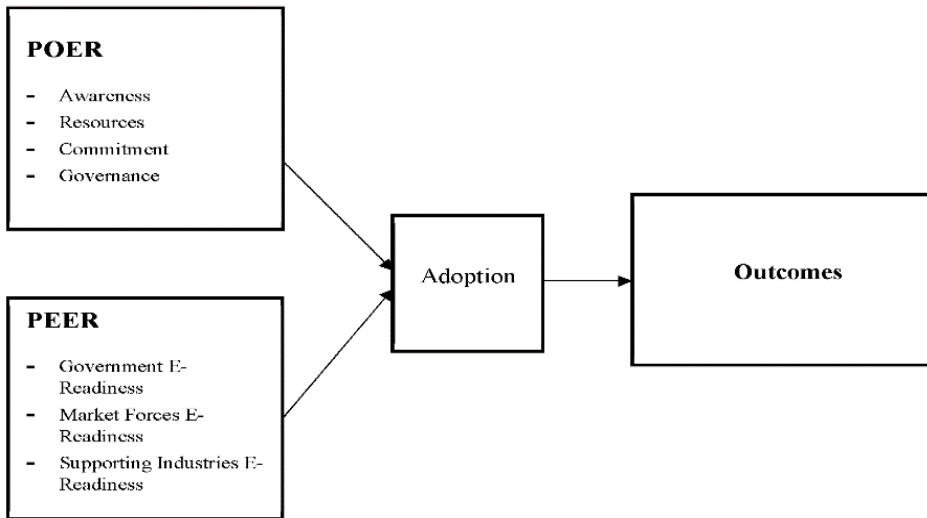 POER
- Awareness
- Resources
- Commitment
- Governance
PEER
- Government E-
Readiness
- Market Forces E-
Readiness
- Supporting Industries E-
Readiness
Adoption
Outcomes